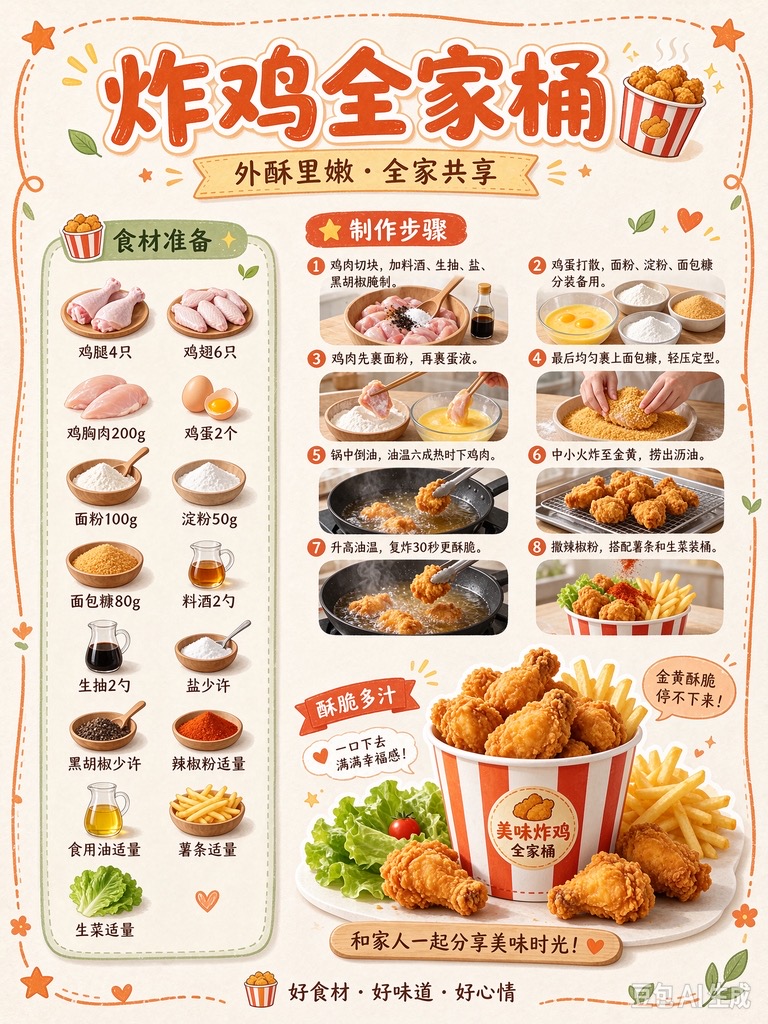 炸鸡全家桶
外酥里嫩·全家共享
食材准备
鸡腿4只
鸡翅6只
鸡胸肉200g
鸡蛋2个
面粉100g
淀粉50g
面包糠80g
料酒2勺
生抽2勺
盐少许
黑胡椒少许
辣椒粉适量
食用油适量
薯条适量
生菜适量
制作步骤
1 鸡肉切块，加料酒、生抽、盐、
黑胡椒腌制。
2 鸡蛋打散，面粉、淀粉、面包糠
分装备用。
3 鸡肉先裹面粉，再裹蛋液。
4 最后均匀裹上面包糠，轻压定型。
5 锅中倒油，油温六成热时下鸡肉。
6 中小火炸至金黄，捞出沥油。
7 升高油温，复炸30秒更酥脆。
8 撒辣椒粉，搭配薯条和生菜装桶。
酥脆多汁
一口下去
满满幸福感！
金黄酥脆
停不下来！
美味炸鸡
全家桶
和家人一起分享美味时光！
好食材·好味道·好心情
豆包AI生成